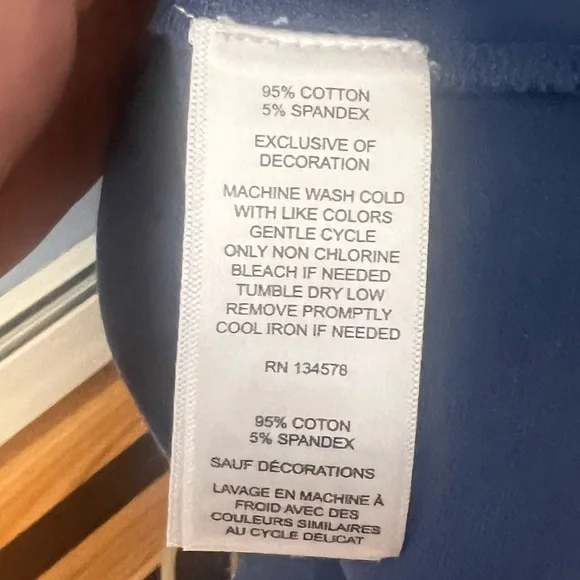 95% COTTON
5% SPANDEX
EXCLUSIVE OF
DECORATION
MACHINE WASH COLD
WITH LIKE COLORS
GENTLE CYCLE
ONLY NON CHLORINE
BLEACH IF NEEDED
TUMBLE DRY LOW
REMOVE PROMPTLY
COOL IRON IF NEEDED
RN 134578
95% COTON
5% SPANDEX
SAUF DÉCORATIONS
LAVAGE EN MACHINE À
FROID AVEC DES
COULEURS SIMILAIRES
AU CYCLE DÉLICAT